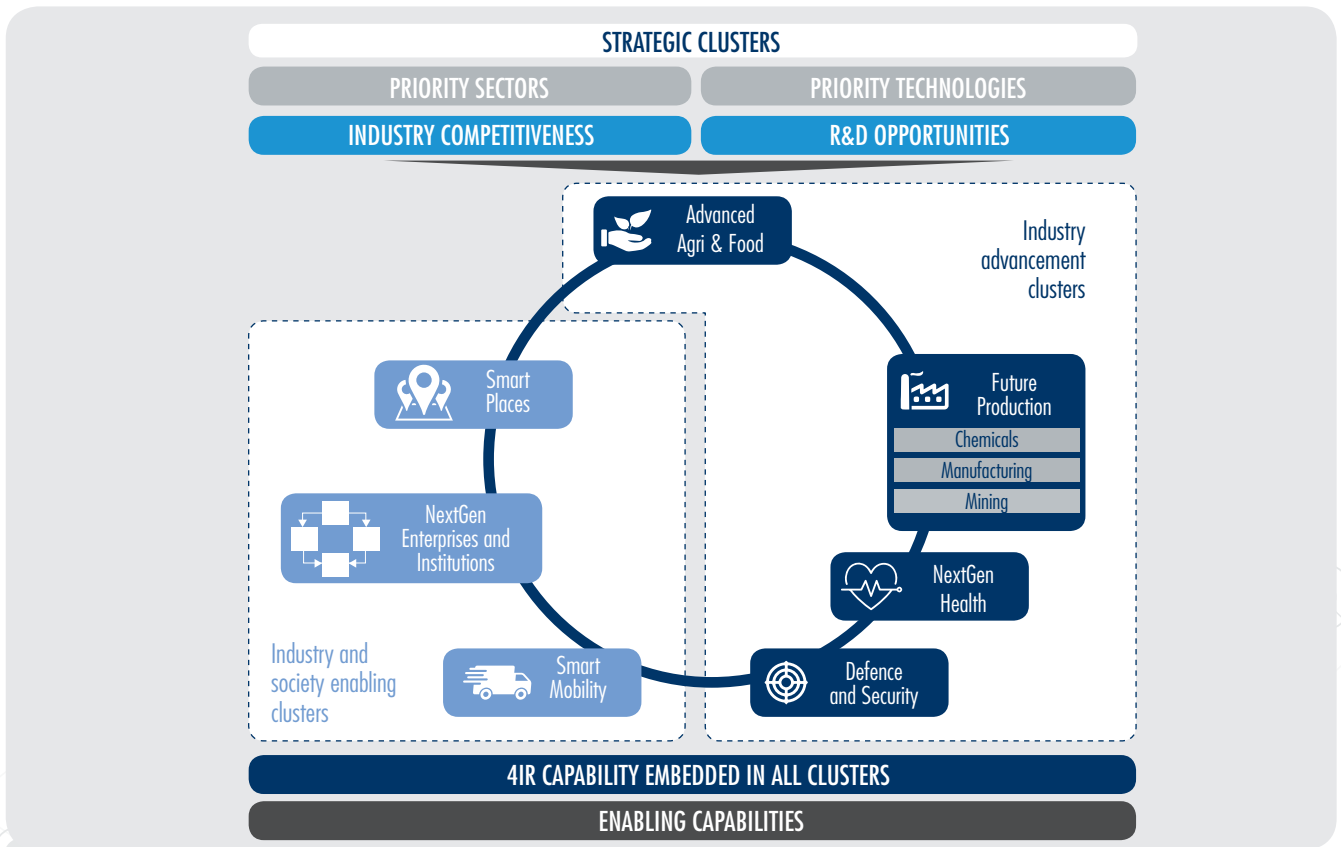 STRATEGIC CLUSTERS
PRIORITY SECTORS
PRIORITY TECHNOLOGIES
INDUSTRY COMPETITIVENESS
R&D OPPORTUNITIES
Advanced
Agri & Food
Industry
advancement
clusters
Smart
Places
Future
Production
Chemicals
Manufacturing
Mining
NextGen
Enterprises and
Institutions
NextGen
Health
Industry and
society enabling
clusters
Smart
Mobility
Defence
and Security
4IR CAPABILITY EMBEDDED IN ALL CLUSTERS
ENABLING CAPABILITIES